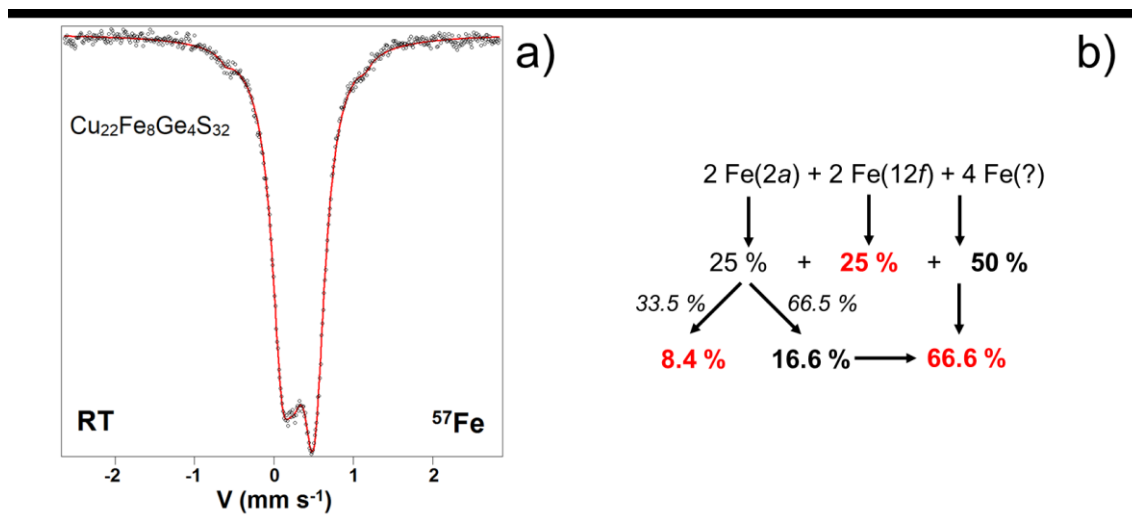 a)
Cu₂₂Fe₈Ge₄S₃₂
RT
⁵⁷Fe
-2 -1 0 1 2
V (mm s⁻¹)
b)
2 Fe(2a) + 2 Fe(12f) + 4 Fe(?)
25 % + 25 % + 50 %
33.5 % 66.5 %
8.4 % 16.6 % 66.6 %